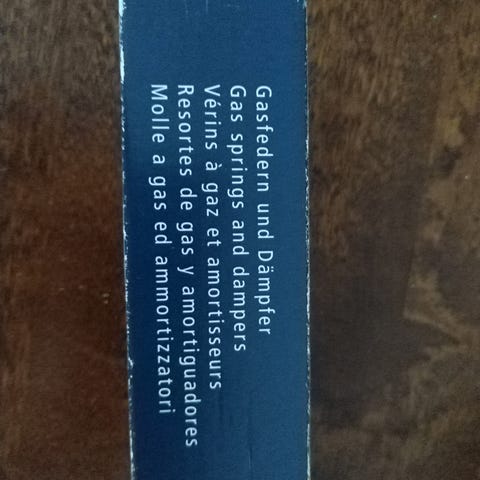 Gasfedern und Dämpfer
Gas springs and dampers
Vérins à gaz et amortisseurs
Resortes de gas y amortiguadores
Molle a gas ed ammortizzatori